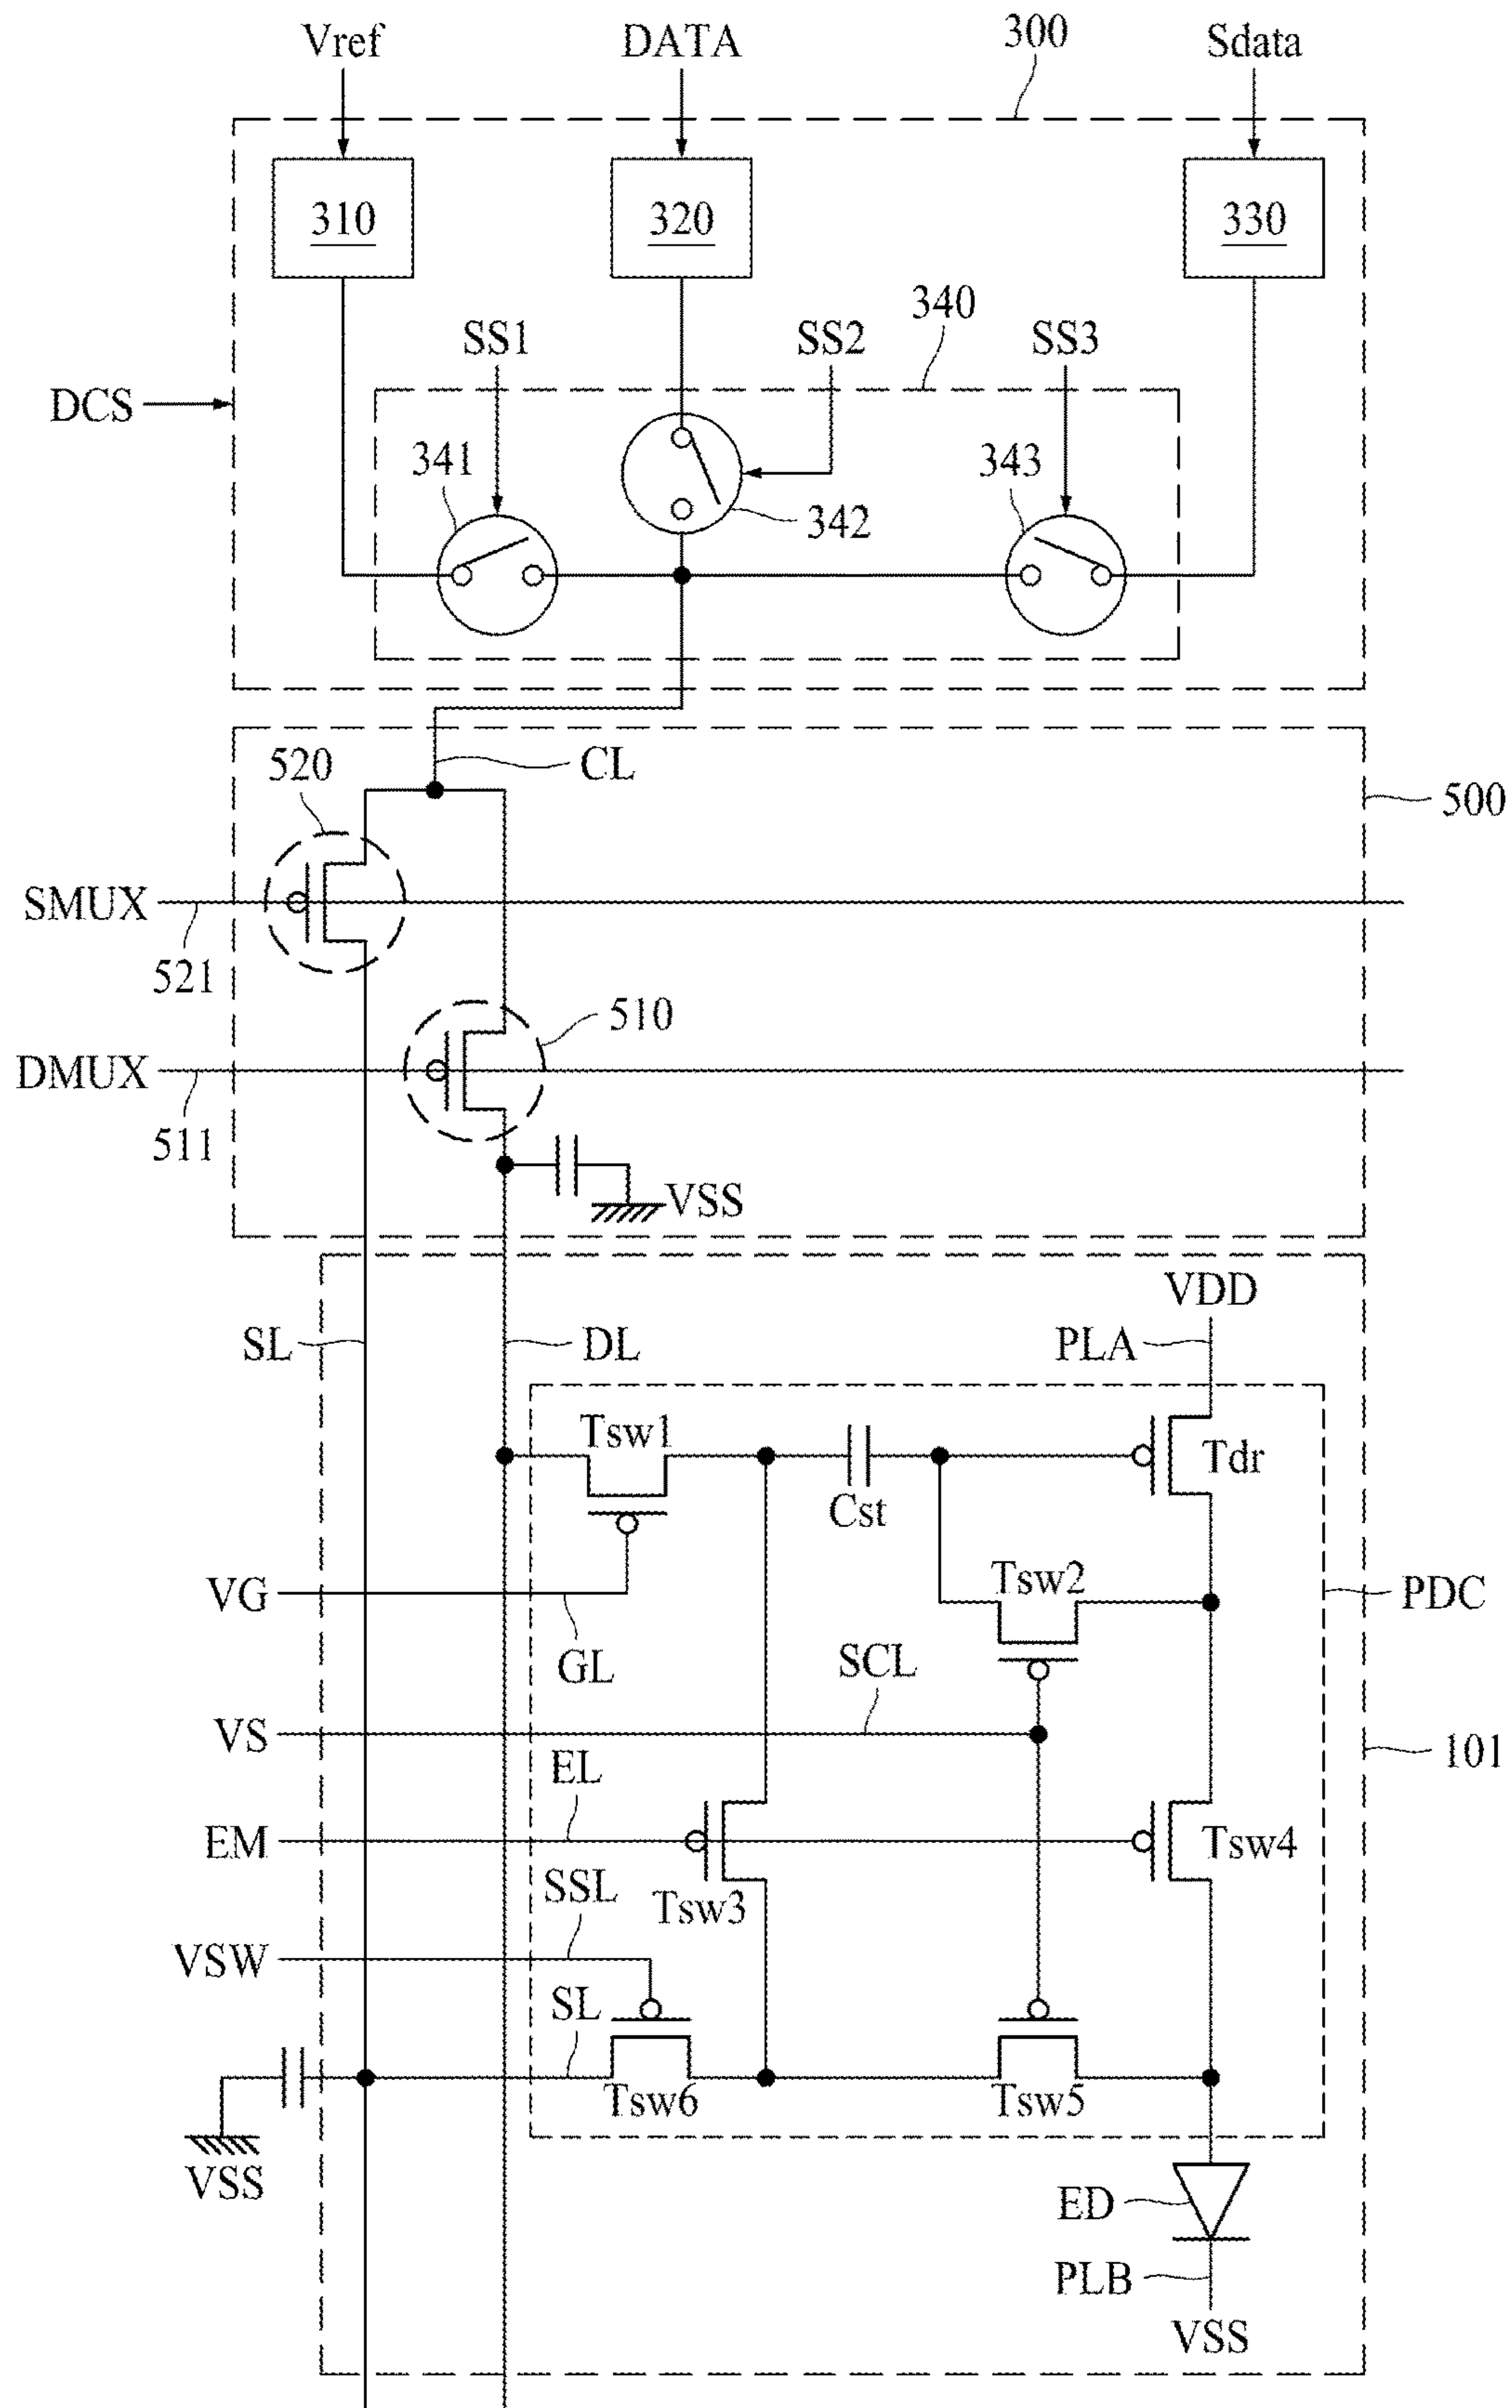 Vref
DATA
300
Sdata
310
320
330
340
SS1
SS2
SS3
DCS
341
342
343
520
CL
500
SMUX
521
510
DMUX
511
VSS
VDD
SL
DL
PLA
Tsw1
Tdr
Cst
Tsw2
VG
PDC
GL
SCL
VS
EL
101
EM
Tsw4
SSL
Tsw3
VSW
SL
Tsw6
Tsw5
VSS
ED
PLB
VSS